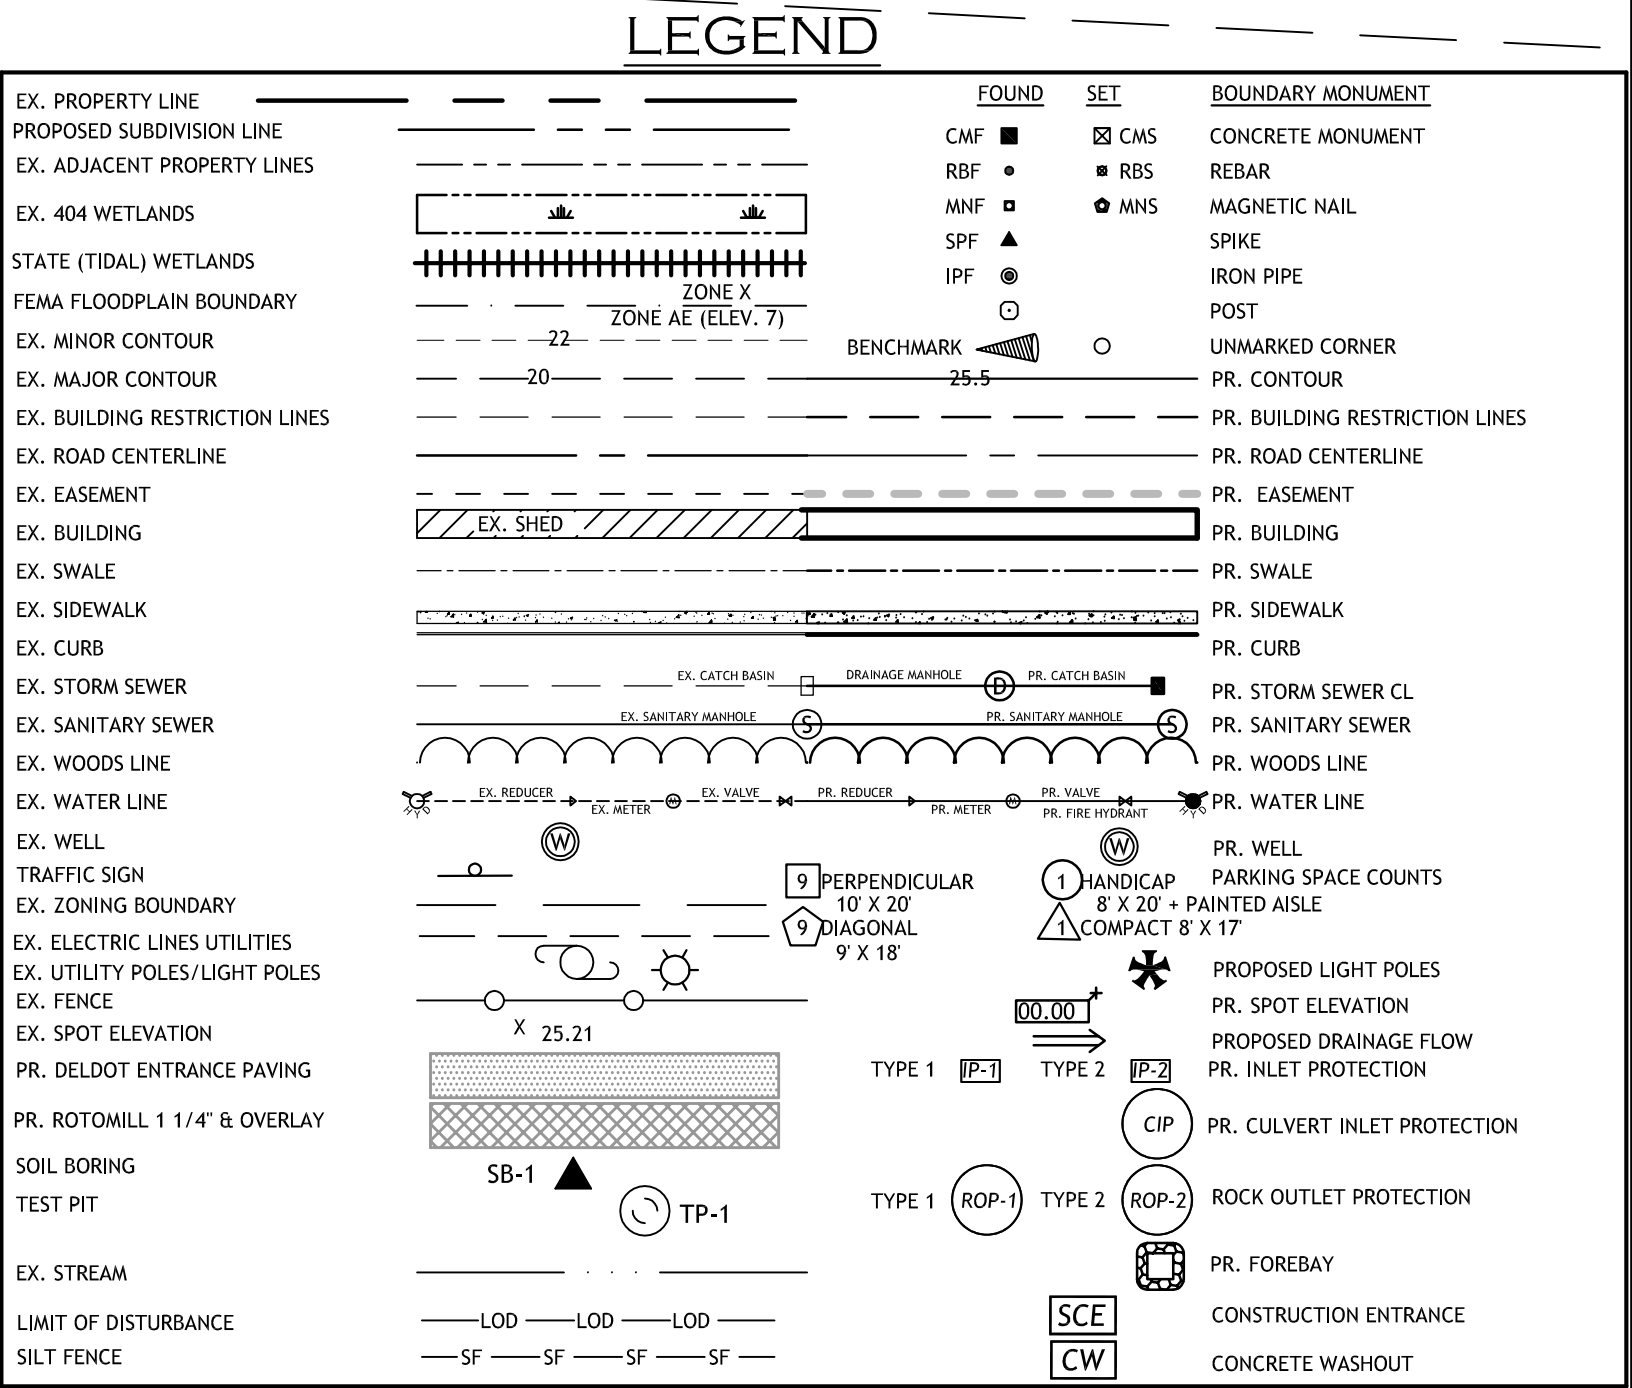 LEGEND
EX. PROPERTY LINE
FOUND SET BOUNDARY MONUMENT
PROPOSED SUBDIVISION LINE
CMF CMS CONCRETE MONUMENT
EX. ADJACENT PROPERTY LINES
RBF RBS REBAR
EX. 404 WETLANDS
MNF MNS MAGNETIC NAIL
SPF SPIKE
STATE (TIDAL) WETLANDS
IPF IRON PIPE
ZONE X
FEMA FLOODPLAIN BOUNDARY
POST
ZONE AE (ELEV. 7)
EX. MINOR CONTOUR 22
BENCHMARK UNMARKED CORNER
EX. MAJOR CONTOUR 20 25.5 PR. CONTOUR
EX. BUILDING RESTRICTION LINES PR. BUILDING RESTRICTION LINES
EX. ROAD CENTERLINE PR. ROAD CENTERLINE
EX. EASEMENT PR. EASEMENT
EX. BUILDING EX. SHED PR. BUILDING
EX. SWALE PR. SWALE
EX. SIDEWALK PR. SIDEWALK
EX. CURB PR. CURB
EX. STORM SEWER EX. CATCH BASIN DRAINAGE MANHOLE D PR. CATCH BASIN PR. STORM SEWER CL
EX. SANITARY SEWER EX. SANITARY MANHOLE S PR. SANITARY MANHOLE S PR. SANITARY SEWER
EX. WOODS LINE PR. WOODS LINE
EX. WATER LINE HYD EX. REDUCER EX. METER M EX. VALVE PR. REDUCER PR. METER M PR. VALVE PR. FIRE HYDRANT HYD PR. WATER LINE
EX. WELL W W PR. WELL
TRAFFIC SIGN 9 PERPENDICULAR 1 HANDICAP PARKING SPACE COUNTS
EX. ZONING BOUNDARY 10' X 20' 8' X 20' + PAINTED AISLE
9 DIAGONAL 1 COMPACT 8' X 17'
EX. ELECTRIC LINES UTILITIES 9' X 18'
EX. UTILITY POLES/LIGHT POLES PROPOSED LIGHT POLES
EX. FENCE 00.00 PR. SPOT ELEVATION
EX. SPOT ELEVATION X 25.21 PROPOSED DRAINAGE FLOW
PR. DELDOT ENTRANCE PAVING TYPE 1 IP-1 TYPE 2 IP-2 PR. INLET PROTECTION
PR. ROTOMILL 1 1/4" & OVERLAY CIP PR. CULVERT INLET PROTECTION
SOIL BORING SB-1
TEST PIT TP-1 TYPE 1 ROP-1 TYPE 2 ROP-2 ROCK OUTLET PROTECTION
EX. STREAM PR. FOREBAY
LIMIT OF DISTURBANCE LOD LOD LOD SCE CONSTRUCTION ENTRANCE
SILT FENCE SF SF SF SF CW CONCRETE WASHOUT